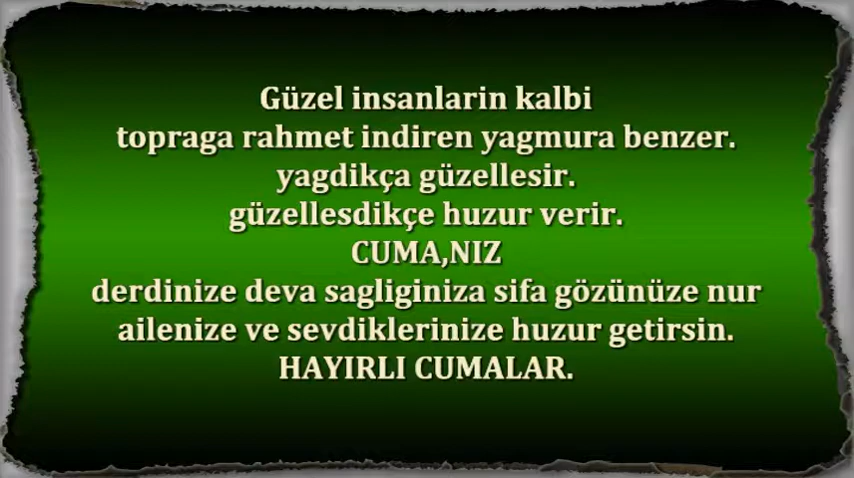 Güzel insanlarin kalbi
topraga rahmet indiren yagmura benzer.
yagdikça güzellesir.
güzellesdikçe huzur verir.
CUMA,NIZ
derdinize deva sagliginiza sifa gözünüze nur
ailenize ve sevdiklerinize huzur getirsin.
HAYIRLI CUMALAR.